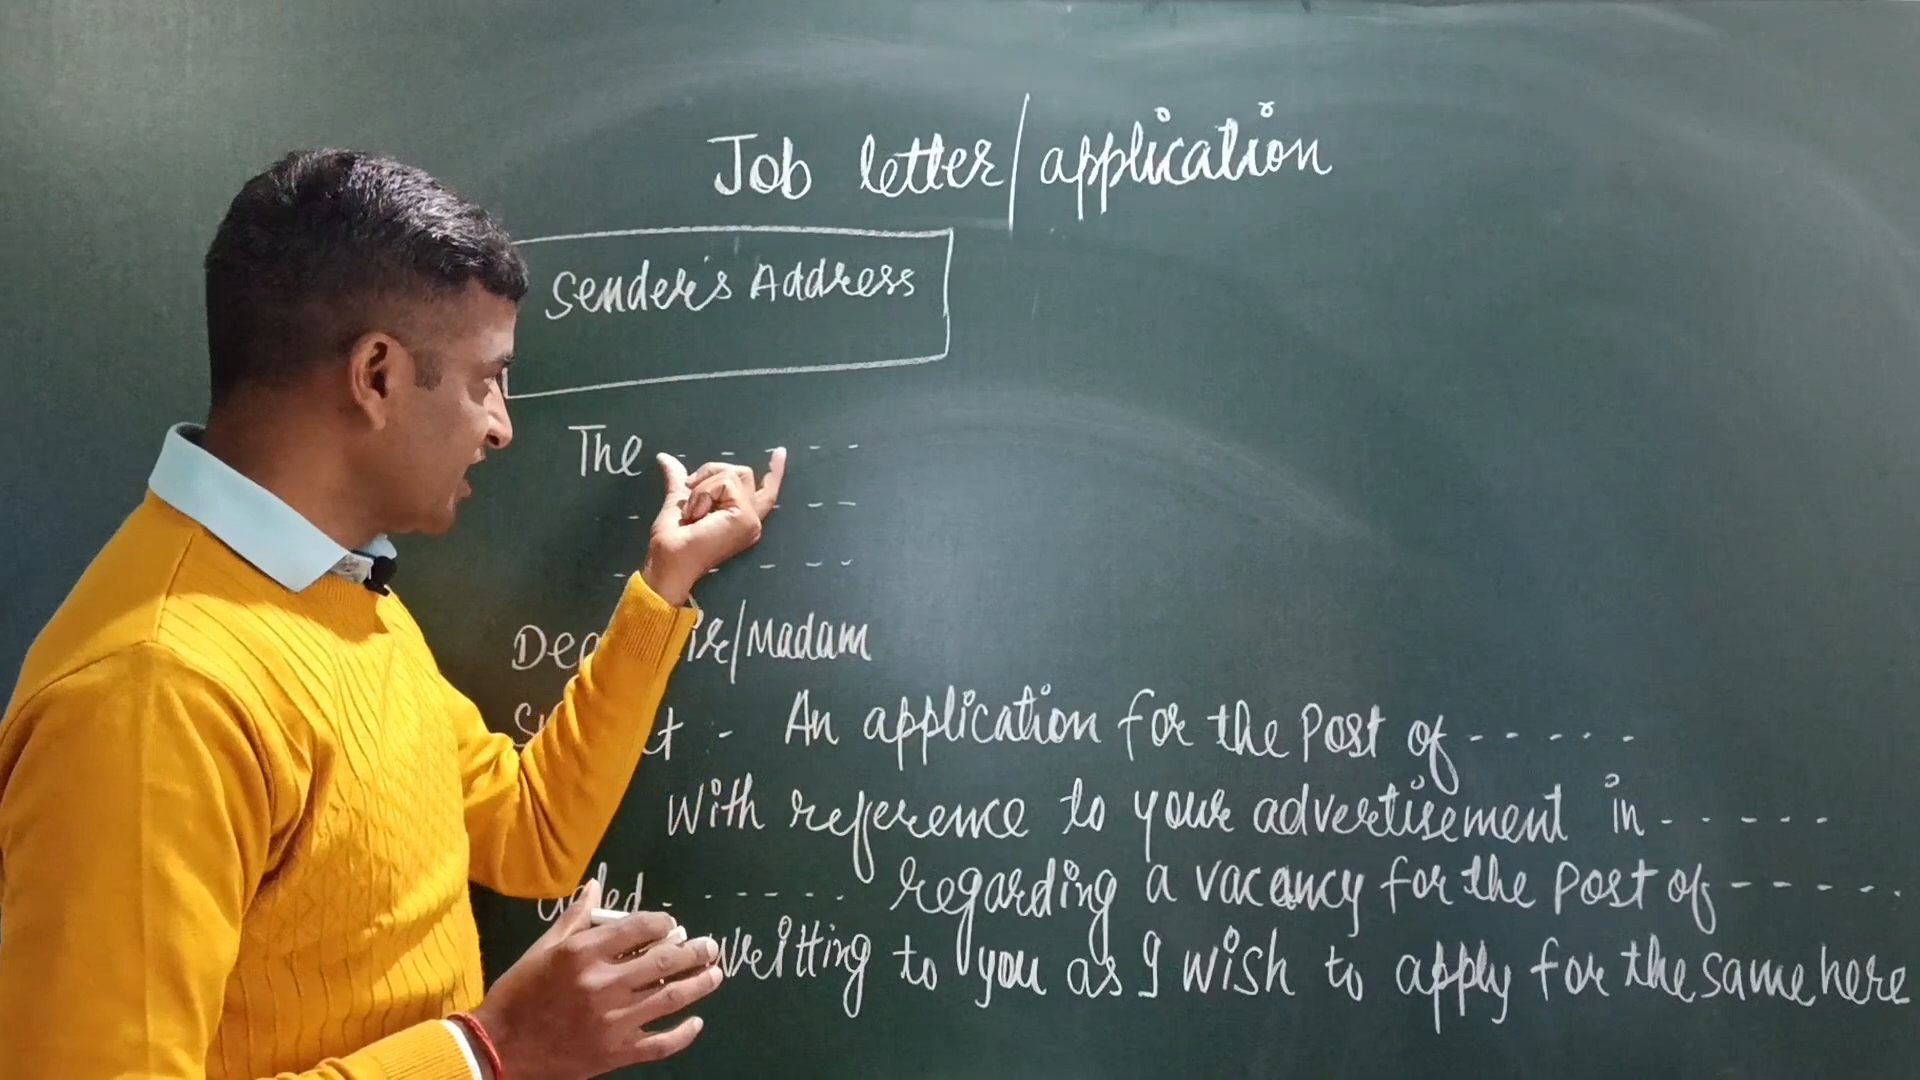 Job letter/application
Sender's Address
The - - - - -
Madam
- An application for the Post of - - - - -
With reference to your advertisement in - - - - -
- - - - - regarding a vacancy for the Post of - - - - -
writting to you as I wish to apply for the same here